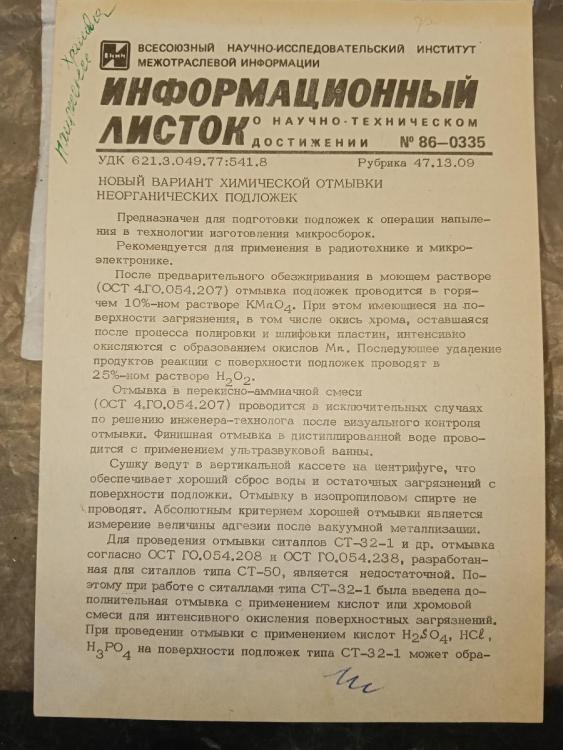 ВСЕСОЮЗНЫЙ НАУЧНО-ИССЛЕДОВАТЕЛЬСКИЙ ИНСТИТУТ
МЕЖОТРАСЛЕВОЙ ИНФОРМАЦИИ
ИНФОРМАЦИОННЫЙ
ЛИСТОК О НАУЧНО-ТЕХНИЧЕСКОМ
ДОСТИЖЕНИИ № 86—0335
УДК 621.3.049.77:541.8 Рубрика 47.13.09
НОВЫЙ ВАРИАНТ ХИМИЧЕСКОЙ ОТМЫВКИ
НЕОРГАНИЧЕСКИХ ПОДЛОЖЕК
Предназначен для подготовки подложек к операции напыле-
ния в технологии изготовления микросборок.
Рекомендуется для применения в радиотехнике и микро-
электронике.
После предварительного обезжиривания в моющем растворе
(ОСТ 4.ГО.054.207) отмывка подложек проводится в горя-
чем 10%-ном растворе KMnO4. При этом имеющиеся на по-
верхности загрязнения, в том числе окись хрома, оставшаяся
после процесса полировки и шлифовки пластин, интенсивно
окисляются с образованием окислов Mn. Последующее удаление
продуктов реакции с поверхности подложек проводят в
25%-ном растворе H2O2.
Отмывка в перекисно-аммиачной смеси
(ОСТ 4.ГО.054.207) проводится в исключительных случаях
по решению инженера-технолога после визуального контроля
отмывки. Финишная отмывка в дистиллированной воде прово-
дится с применением ультразвуковой ванны.
Сушку ведут в вертикальной кассете на центрифуге, что
обеспечивает хороший сброс воды и остаточных загрязнений с
поверхности подложки. Отмывку в изопропиловом спирте не
проводят. Абсолютным критерием хорошей отмывки является
измерение величины адгезии после вакуумной металлизации.
Для проведения отмывки ситаллов СТ-32-1 и др. отмывка
согласно ОСТ ГО.054.208 и ОСТ ГО.054.238, разработан-
ная для ситаллов типа СТ-50, является недостаточной. По-
этому при работе с ситаллами типа СТ-32-1 была введена до-
полнительная отмывка с применением кислот или хромовой
смеси для интенсивного окисления поверхностных загрязнений.
При проведении отмывки с применением кислот H2SO4, HCl,
H3PO4 на поверхности подложек типа СТ-32-1 может обра-